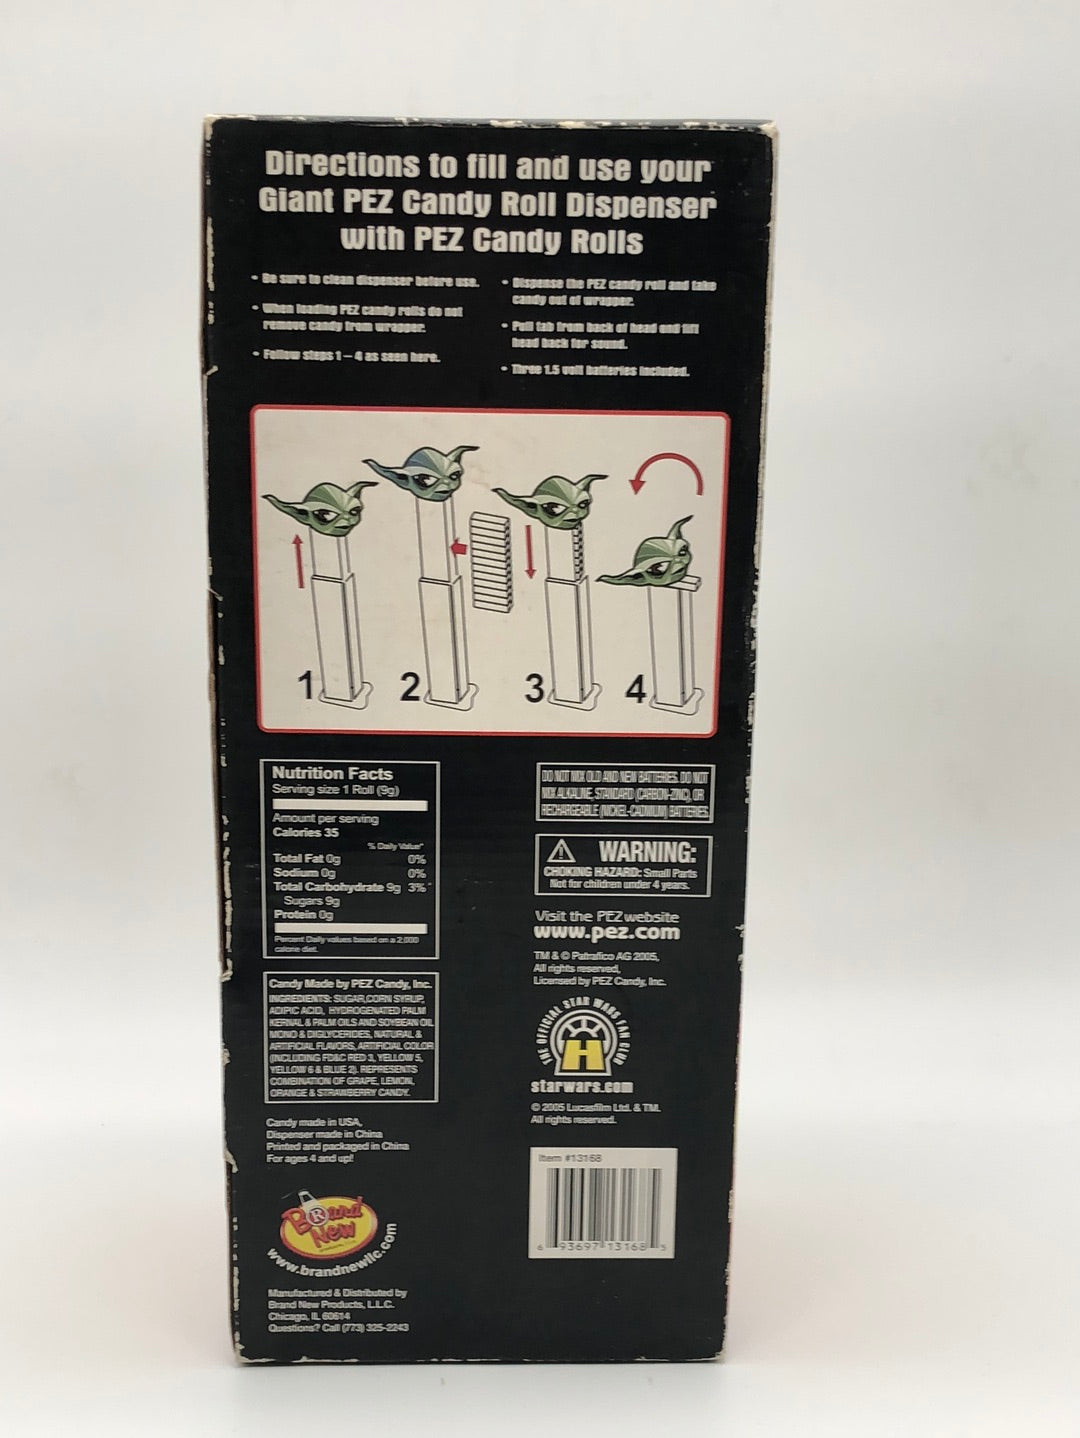 Directions to fill and use your
Giant PEZ Candy Roll Dispenser
with PEZ Candy Rolls
• Be sure to clean dispenser before use.
• When loading PEZ candy rolls do not
remove candy from wrapper.
• Follow steps 1 – 4 as seen here.
• Dispense the PEZ candy roll and take
candy out of wrapper.
• Pull tab from back of head and tilt
head back for sound.
• Three 1.5 volt batteries included.
1 2 3 4
Nutrition Facts
Serving size 1 Roll (9g)
Amount per serving
Calories 35
% Daily Value*
Total Fat 0g 0%
Sodium 0g 0%
Total Carbohydrate 9g 3%*
Sugars 9g
Protein 0g
Percent Daily values based on a 2,000
calorie diet.
Candy Made by PEZ Candy, Inc.
INGREDIENTS: SUGAR, CORN SYRUP,
ADIPIC ACID, HYDROGENATED PALM
KERNAL & PALM OILS AND SOYBEAN OIL,
MONO & DIGLYCERIDES, NATURAL &
ARTIFICIAL FLAVORS, ARTIFICIAL COLOR
(INCLUDING FD&C RED 3, YELLOW 5,
YELLOW 6 & BLUE 2). REPRESENTS
COMBINATION OF GRAPE, LEMON,
ORANGE & STRAWBERRY CANDY.
Candy made in USA,
Dispenser made in China
Printed and packaged in China
For ages 4 and up!
Brand
New
www.brandnewllc.com
Manufactured & Distributed by
Brand New Products, L.L.C.
Chicago, IL 60614
Questions? Call (773) 325-2243
DO NOT MIX OLD AND NEW BATTERIES. DO NOT
MIX ALKALINE, STANDARD (CARBON-ZINC), OR
RECHARGEABLE (NICKEL-CADMIUM) BATTERIES
WARNING:
CHOKING HAZARD: Small Parts
Not for children under 4 years.
Visit the PEZ website
www.pez.com
TM & © Patrafico AG 2005,
All rights reserved,
Licensed by PEZ Candy, Inc.
THE OFFICIAL STAR WARS FAN CLUB
H
starwars.com
© 2005 Lucasfilm Ltd. & TM.
All rights reserved.
Item #13168
6 93697 13168 5